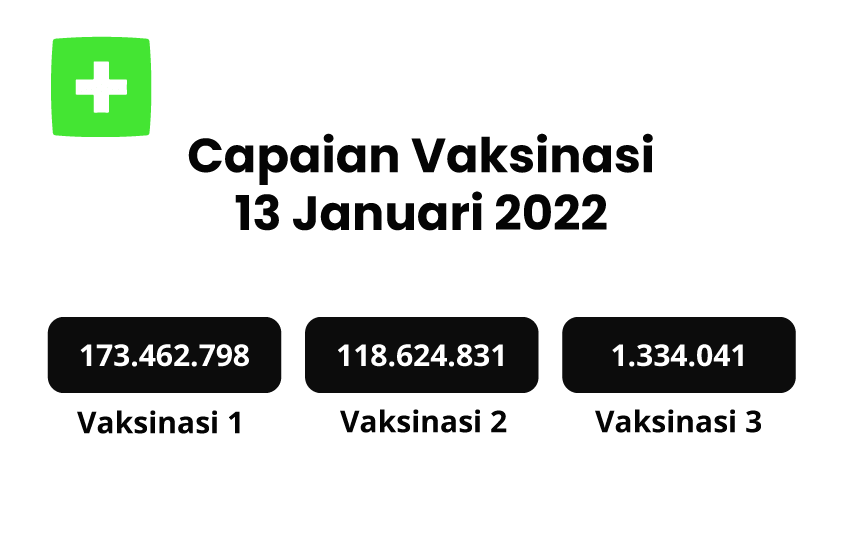 Capaian Vaksinasi
13 Januari 2022
173.462.798
118.624.831
1.334.041
Vaksinasi 1
Vaksinasi 2
Vaksinasi 3